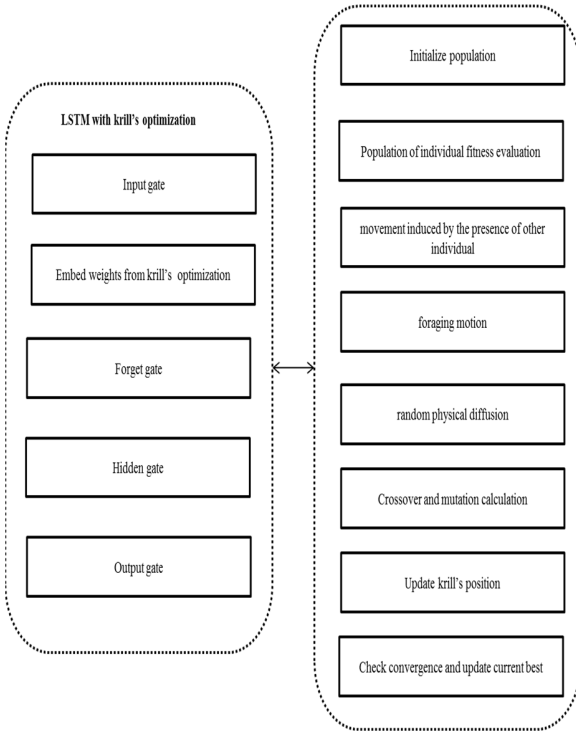 LSTM with krill's optimization
Input gate
Embed weights from krill's optimization
Forget gate
Hidden gate
Output gate
Initialize population
Population of individual fitness evaluation
movement induced by the presence of other
individual
foraging motion
random physical diffusion
Crossover and mutation calculation
Update krill's position
Check convergence and update current best